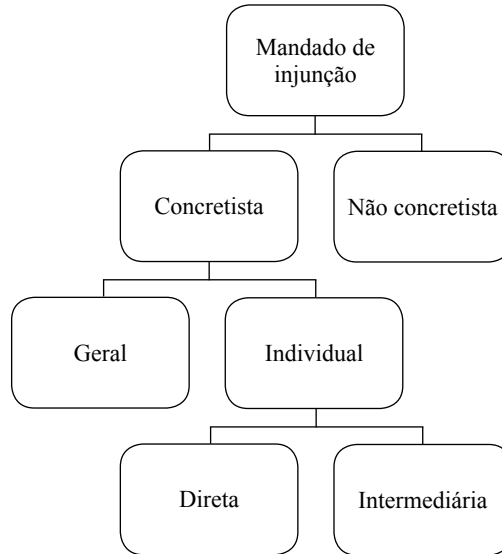 Mandado de
injunção
Concretista
Não concretista
Geral
Individual
Direta
Intermediária